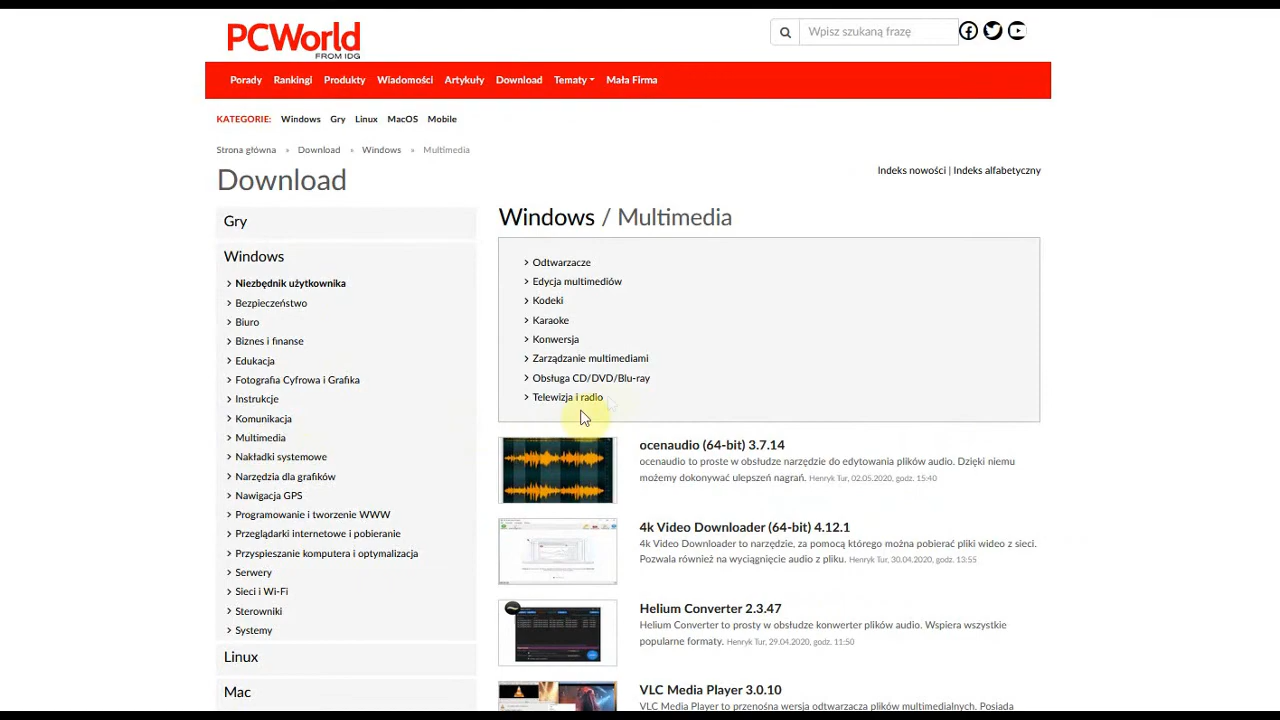 PCWorld
FROM IDG
Wpisz szukaną frazę
Porady Rankingi Produkty Wiadomości Artykuły Download Tematy Mała Firma
KATEGORIE: Windows Gry Linux MacOS Mobile
Strona główna » Download » Windows » Multimedia
Download
Indeks nowości | Indeks alfabetyczny
Gry
Windows
Niezbędnik użytkownika
Bezpieczeństwo
Biuro
Biznes i finanse
Edukacja
Fotografia Cyfrowa i Grafika
Instrukcje
Komunikacja
Multimedia
Nakładki systemowe
Narzędzia dla grafików
Nawigacja GPS
Programowanie i tworzenie WWW
Przeglądarki internetowe i pobieranie
Przyspieszanie komputera i optymalizacja
Serwery
Sieci i Wi-Fi
Sterowniki
Systemy
Linux
Mac
Windows / Multimedia
Odtwarzacze
Edycja multimediów
Kodeki
Karaoke
Konwersja
Zarządzanie multimediami
Obsługa CD/DVD/Blu-ray
Telewizja i radio
ocenaudio (64-bit) 3.7.14
ocenaudio to proste w obsłudze narzędzie do edytowania plików audio. Dzięki niemu
możemy dokonywać ulepszeń nagrań. Henryk Tur, 02.05.2020, godz. 15:40
4k Video Downloader (64-bit) 4.12.1
4k Video Downloader to narzędzie, za pomocą którego można pobierać pliki wideo z sieci.
Pozwala również na wyciągnięcie audio z pliku. Henryk Tur, 30.04.2020, godz. 13:55
Helium Converter 2.3.47
Helium Converter to prosty w obsłudze konwerter plików audio. Wspiera wszystkie
popularne formaty. Henryk Tur, 29.04.2020, godz. 11:50
VLC Media Player 3.0.10
VLC Media Player to przenośna wersja odtwarzacza plików multimedialnych. Posiada